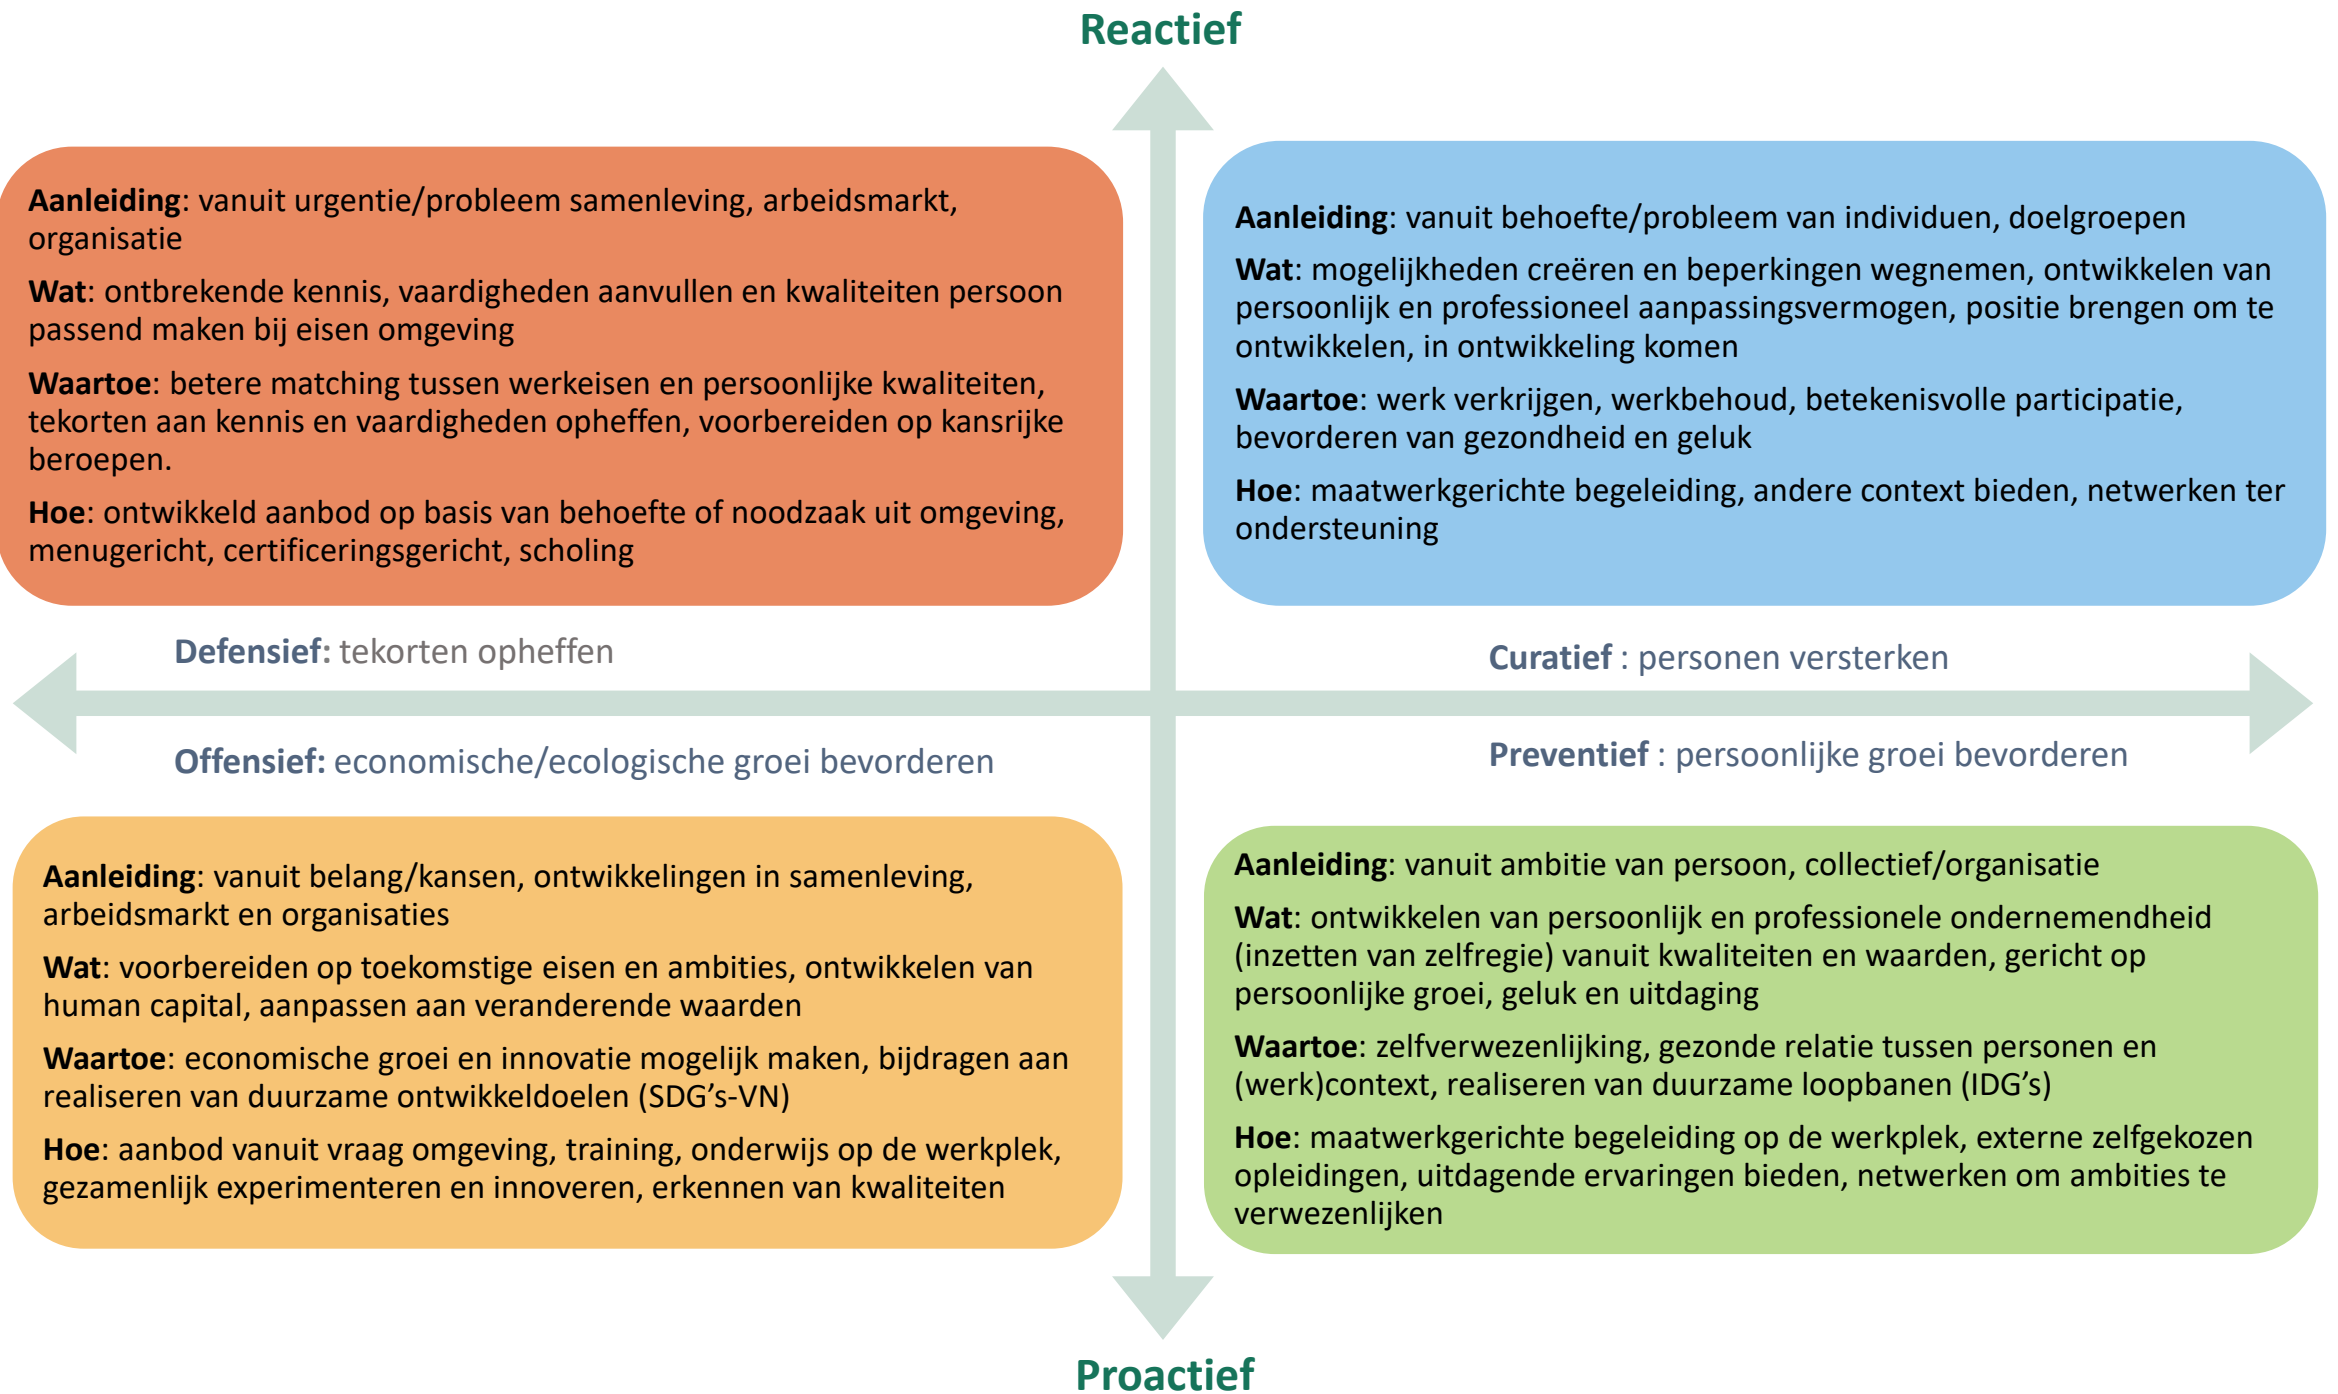 Reactief
Aanleiding: vanuit urgentie/probleem samenleving, arbeidsmarkt,
organisatie
Wat: ontbrekende kennis, vaardigheden aanvullen en kwaliteiten persoon
passend maken bij eisen omgeving
Waartoe: betere matching tussen werkeisen en persoonlijke kwaliteiten,
tekorten aan kennis en vaardigheden opheffen, voorbereiden op kansrijke
beroepen.
Hoe: ontwikkeld aanbod op basis van behoefte of noodzaak uit omgeving,
menugericht, certificeringsgericht, scholing
Aanleiding: vanuit behoefte/probleem van individuen, doelgroepen
Wat: mogelijkheden creëren en beperkingen wegnemen, ontwikkelen van
persoonlijk en professioneel aanpassingsvermogen, positie brengen om te
ontwikkelen, in ontwikkeling komen
Waartoe: werk verkrijgen, werkbehoud, betekenisvolle participatie,
bevorderen van gezondheid en geluk
Hoe: maatwerkgerichte begeleiding, andere context bieden, netwerken ter
ondersteuning
Defensief: tekorten opheffen
Curatief : personen versterken
Offensief: economische/ecologische groei bevorderen
Preventief : persoonlijke groei bevorderen
Aanleiding: vanuit belang/kansen, ontwikkelingen in samenleving,
arbeidsmarkt en organisaties
Wat: voorbereiden op toekomstige eisen en ambities, ontwikkelen van
human capital, aanpassen aan veranderende waarden
Waartoe: economische groei en innovatie mogelijk maken, bijdragen aan
realiseren van duurzame ontwikkeldoelen (SDG’s-VN)
Hoe: aanbod vanuit vraag omgeving, training, onderwijs op de werkplek,
gezamenlijk experimenteren en innoveren, erkennen van kwaliteiten
Aanleiding: vanuit ambitie van persoon, collectief/organisatie
Wat: ontwikkelen van persoonlijk en professionele ondernemendheid
(inzetten van zelfregie) vanuit kwaliteiten en waarden, gericht op
persoonlijke groei, geluk en uitdaging
Waartoe: zelfverwezenlijking, gezonde relatie tussen personen en
(werk)context, realiseren van duurzame loopbanen (IDG’s)
Hoe: maatwerkgerichte begeleiding op de werkplek, externe zelfgekozen
opleidingen, uitdagende ervaringen bieden, netwerken om ambities te
verwezenlijken
Proactief